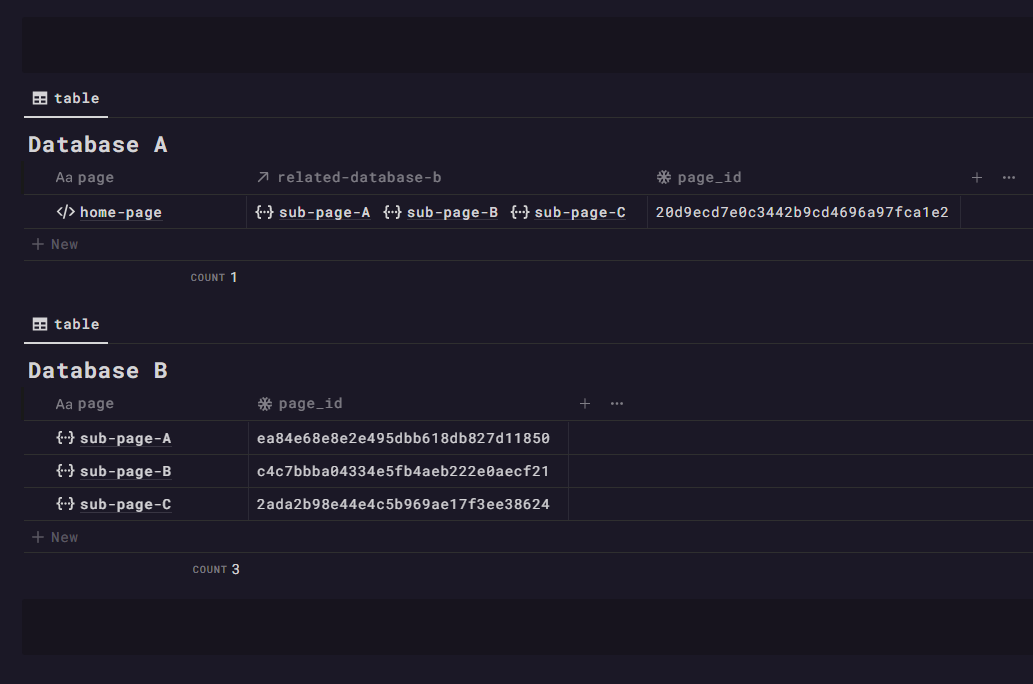 table
Database A
Aa page related-database-b page_id + ...
</> home-page {··} sub-page-A {··} sub-page-B {··} sub-page-C 20d9ecd7e0c3442b9cd4696a97fca1e2
+ New
COUNT 1
table
Database B
Aa page page_id + ...
{··} sub-page-A ea84e68e8e2e495dbb618db827d11850
{··} sub-page-B c4c7bbba04334e5fb4aeb222e0aecf21
{··} sub-page-C 2ada2b98e44e4c5b969ae17f3ee38624
+ New
COUNT 3